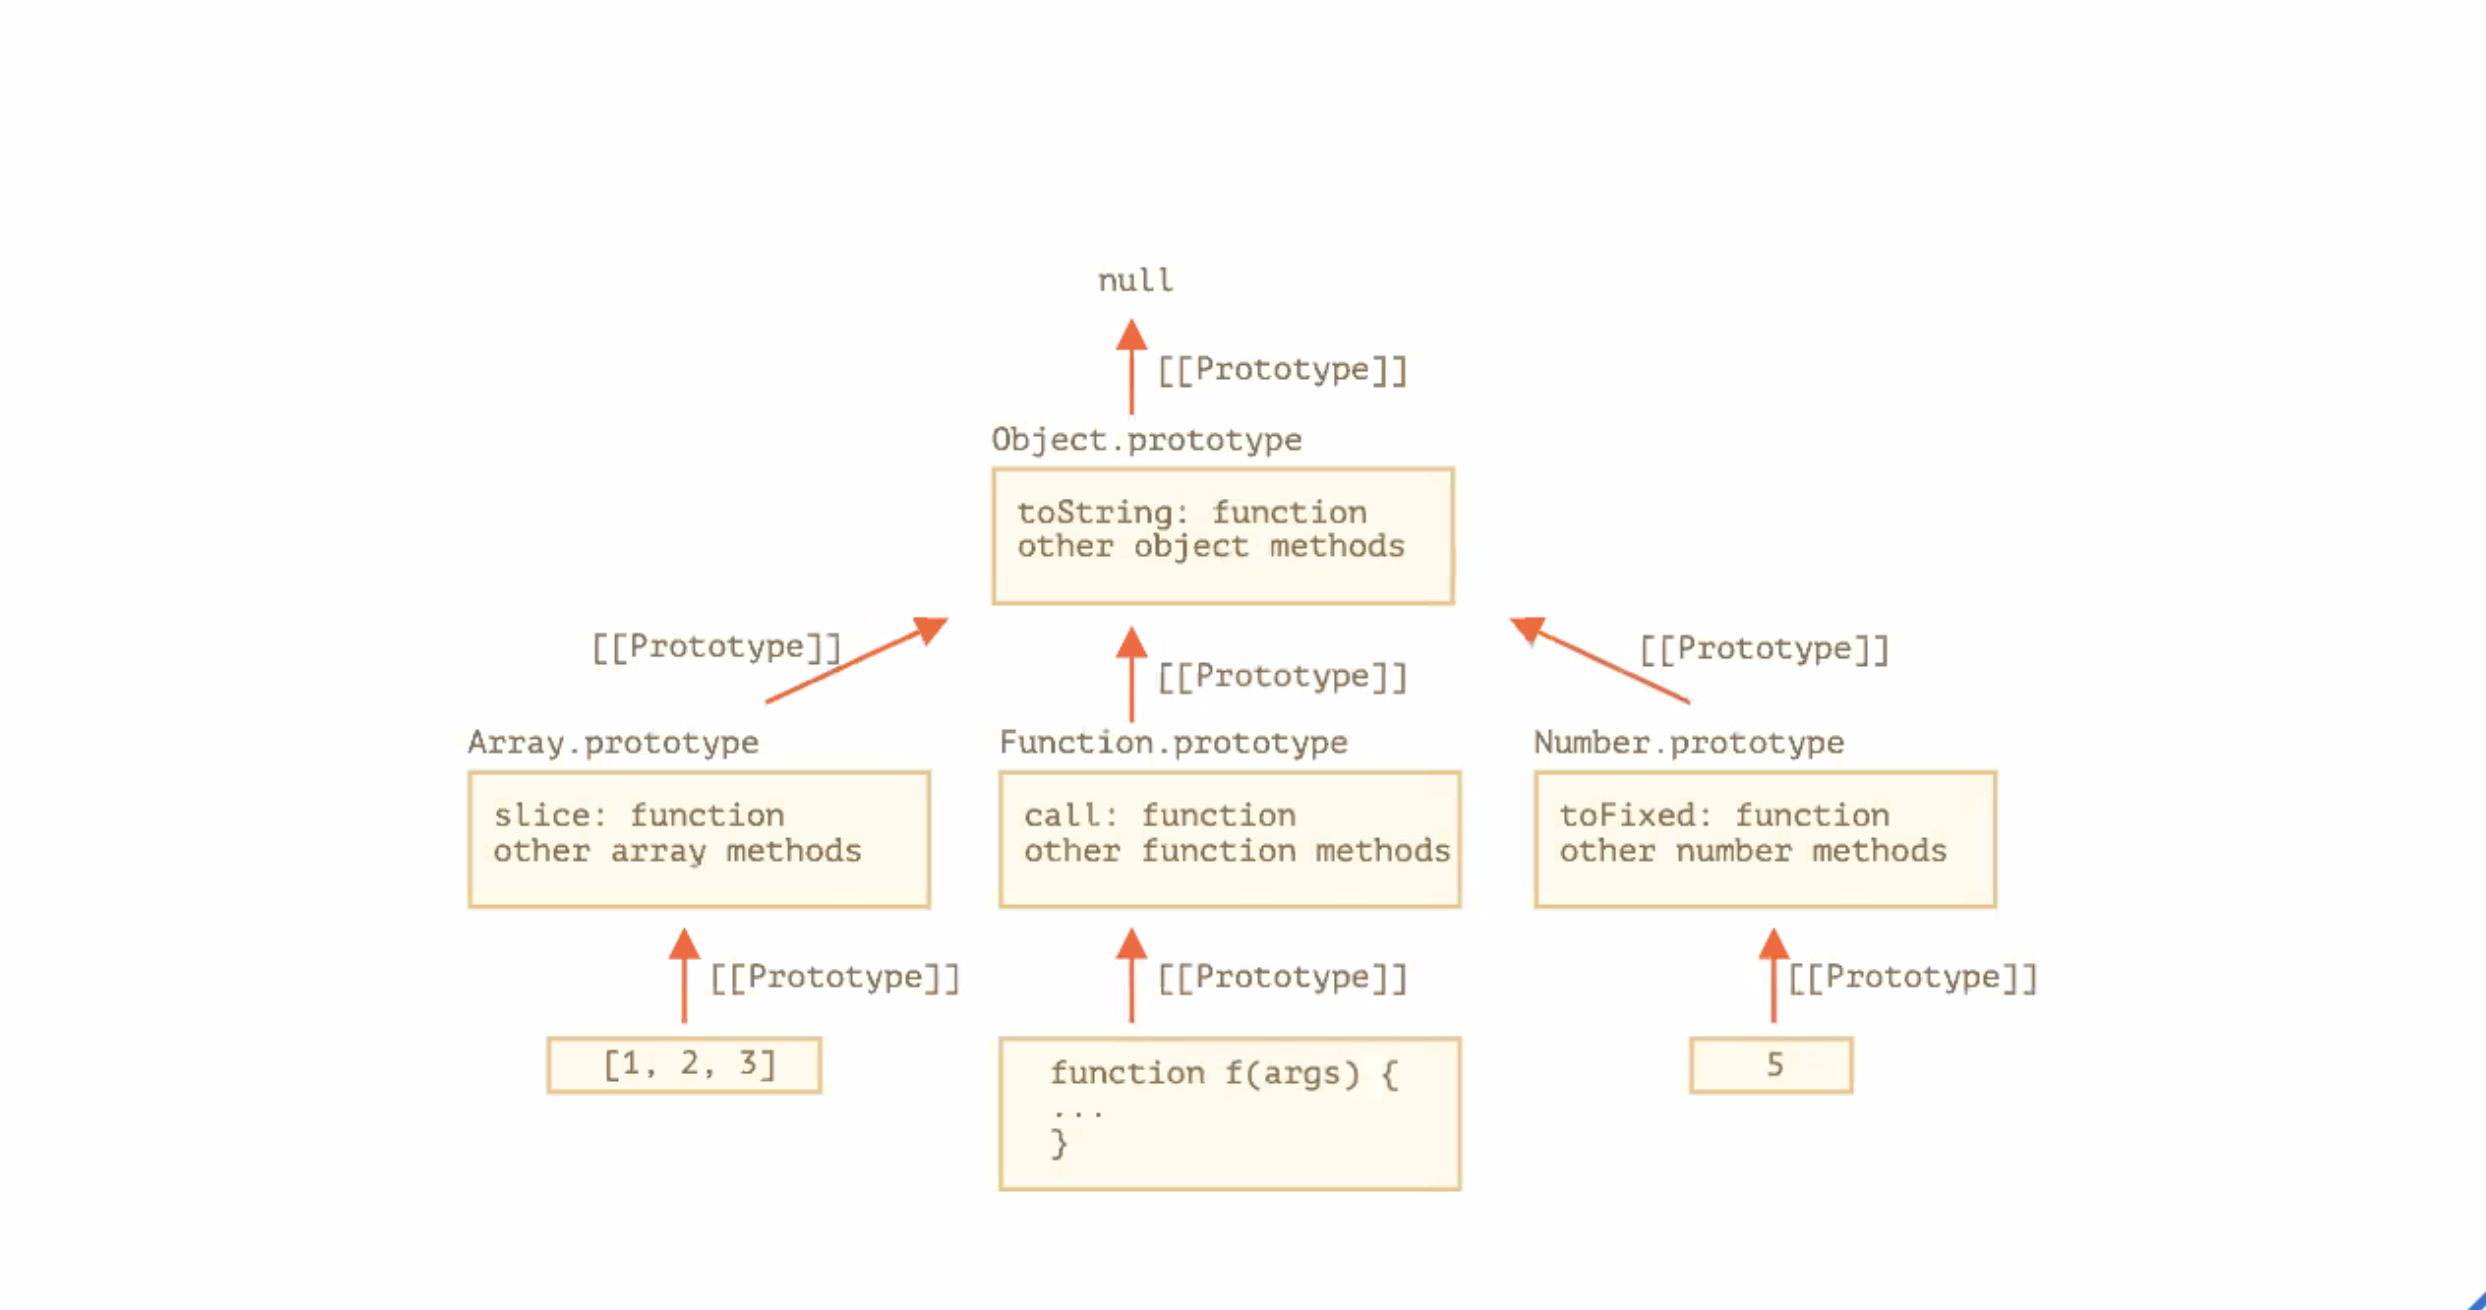 null
[[Prototype]]
Object.prototype
toString: function
other object methods
[[Prototype]]
[[Prototype]]
[[Prototype]]
Array.prototype
slice: function
other array methods
Function.prototype
call: function
other function methods
Number.prototype
toFixed: function
other number methods
[[Prototype]]
[[Prototype]]
[[Prototype]]
[1, 2, 3]
function f(args) {
...
}
5